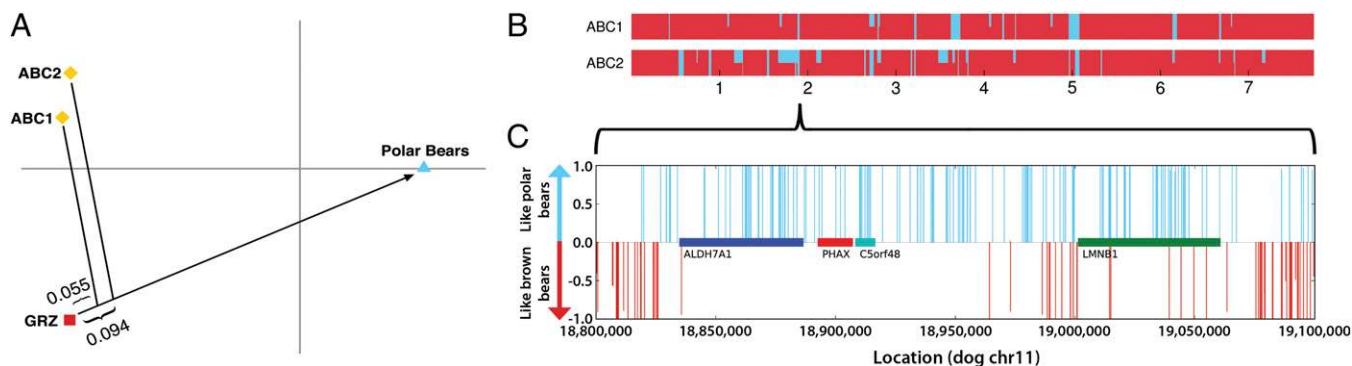 A
ABC2
ABC1
Polar Bears
0.055
GRZ
0.094
B
ABC1
ABC2
1 2 3 4 5 6 7
C
Like polar
bears
Like brown
bears
1.0
0.5
0.0
-0.5
-1.0
ALDH7A1 PHAX C5orf48 LMNB1
18,800,000 18,850,000 18,900,000 18,950,000 19,000,000 19,050,000 19,100,000
Location (dog chr11)